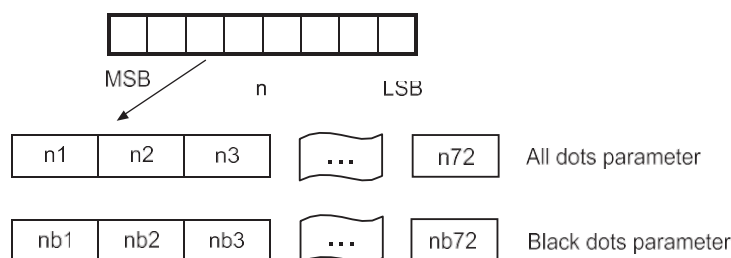 MSB n LSB
n1 n2 n3 ... n72 All dots parameter
nb1 nb2 nb3 ... nb72 Black dots parameter